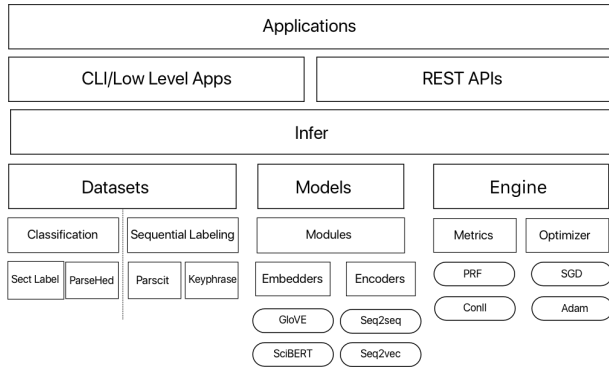 Applications
CLI/Low Level Apps REST APIs
Infer
Datasets Models Engine
Classification Sequential Labeling Modules Metrics Optimizer
Sect Label ParseHed Parscit Keyphrase Embedders Encoders PRF SGD
GloVE Seq2seq Conll Adam
SciBERT Seq2vec